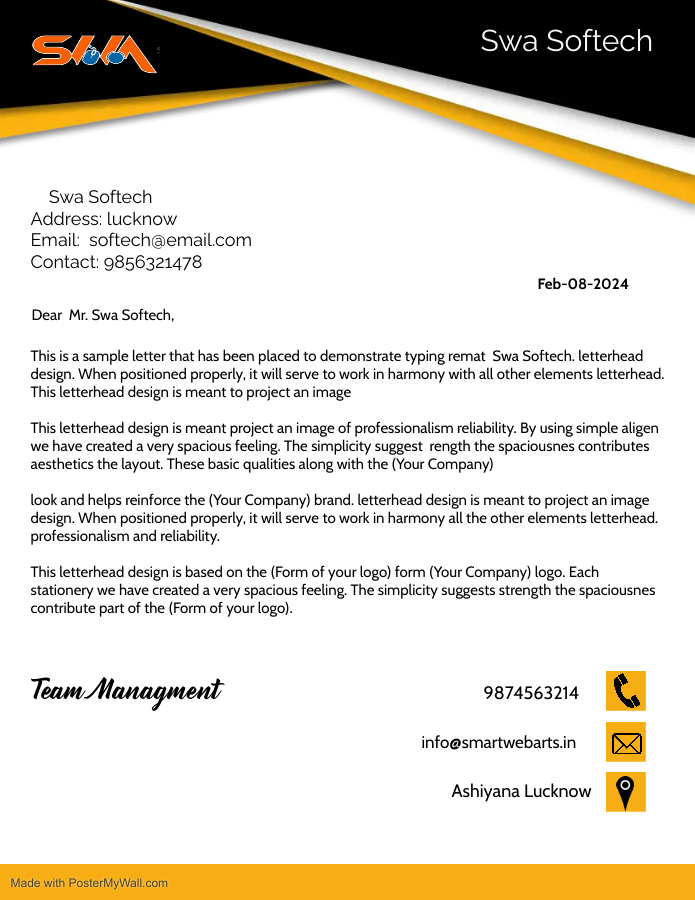 SWA
Swa Softech
Swa Softech
Address: lucknow
Email: softech@email.com
Contact: 9856321478
Feb-08-2024
Dear Mr. Swa Softech,
This is a sample letter that has been placed to demonstrate typing remat Swa Softech. letterhead
design. When positioned properly, it will serve to work in harmony with all other elements letterhead.
This letterhead design is meant to project an image
This letterhead design is meant project an image of professionalism reliability. By using simple aligen
we have created a very spacious feeling. The simplicity suggest rength the spaciousnes contributes
aesthetics the layout. These basic qualities along with the (Your Company)
look and helps reinforce the (Your Company) brand. letterhead design is meant to project an image
design. When positioned properly, it will serve to work in harmony all the other elements letterhead.
professionalism and reliability.
This letterhead design is based on the (Form of your logo) form (Your Company) logo. Each
stationery we have created a very spacious feeling. The simplicity suggests strength the spaciousnes
contribute part of the (Form of your logo).
Team Managment
9874563214
info@smartwebarts.in
Ashiyana Lucknow
Made with PosterMyWall.com